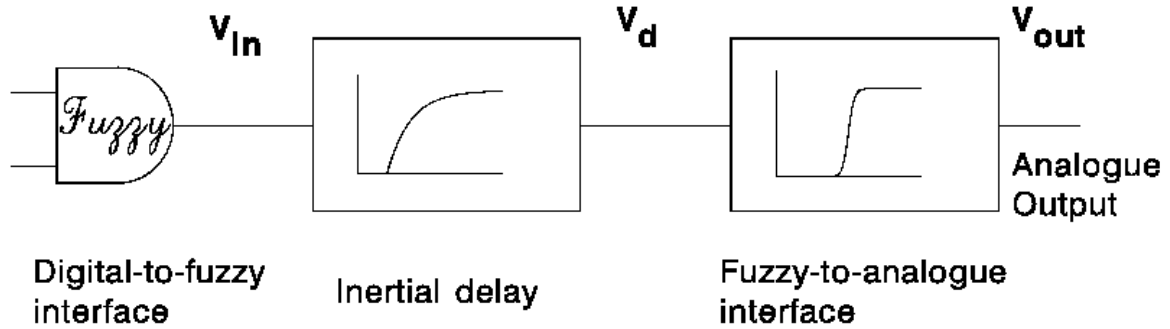 V_in
V_d
V_out
Fuzzy
Analogue
Output
Digital-to-fuzzy
interface
Inertial delay
Fuzzy-to-analogue
interface